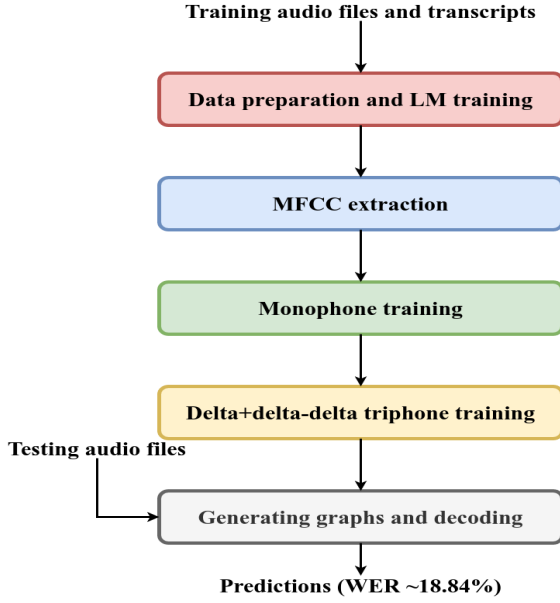 Training audio files and transcripts
Data preparation and LM training
MFCC extraction
Monophone training
Delta+delta-delta triphone training
Testing audio files
Generating graphs and decoding
Predictions (WER ~18.84%)